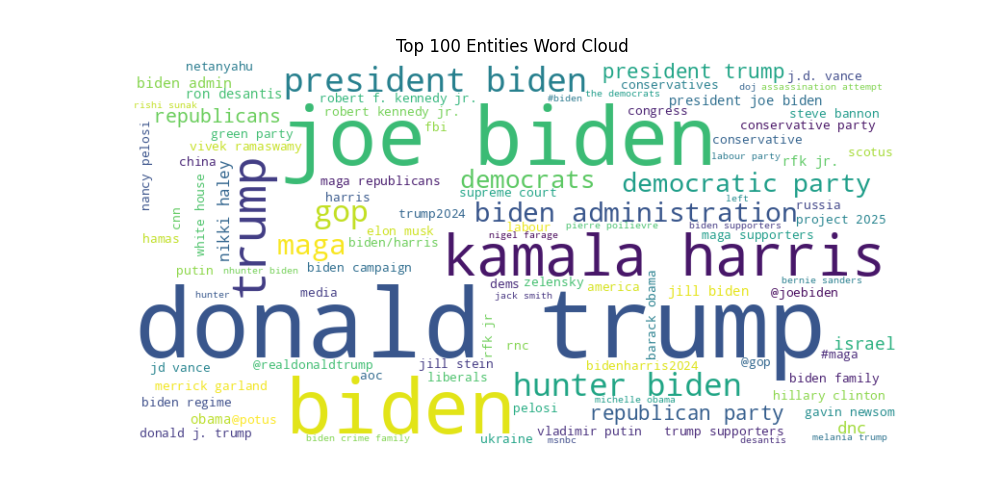 Top 100 Entities Word Cloud
netanyahu
president biden
president trump
j.d. vance
biden admin
conservatives
doj
assassination attempt
ron desantis
robert f. kennedy jr.
#biden
the democrats
president joe biden
rishi sunak
republicans
robert kennedy jr.
joe biden
congress
steve bannon
green party
fbi
conservative party
nancy pelosi
vivek ramaswamy
conservative
china
trump
labour party
rfk jr.
scotus
white house
nikki haley
maga republicans
democrats
democratic party
supreme court
harris
left
cnn
gop
trump2024
biden administration
russia
project 2025
hamas
elon musk
labour
pierre poilievre
biden supporters
maga
biden/harris
nigel farage
maga supporters
kamala harris
putin
nhunter biden
biden campaign
barack obama
bernie sanders
hunter
media
dems
zelensky
america
jill biden
@joebiden
jack smith
donald trump
rfk jr
rnc
israel
#maga
jd vance
@realdonaldtrump
jill stein
bidenharris2024
@gop
merrick garland
aoc
liberals
hunter biden
biden family
biden regime
biden
michelle obama
hillary clinton
obama
@potus
pelosi
republican party
gavin newsom
donald j. trump
biden crime family
ukraine
vladimir putin
msnbc
trump supporters
desantis
dnc
melania trump